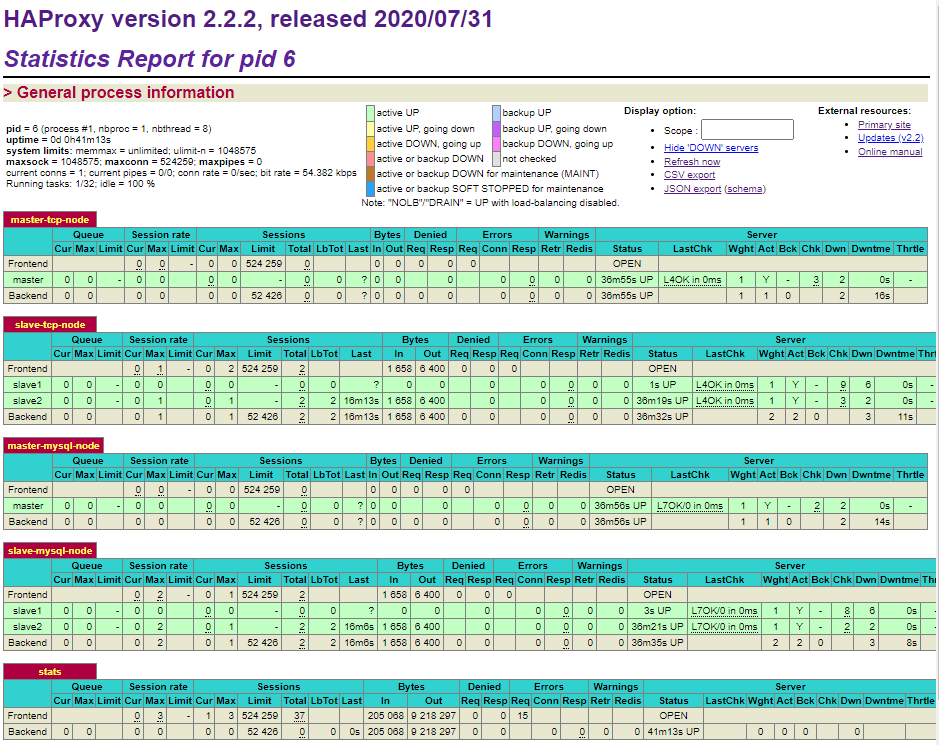 HAProxy version 2.2.2, released 2020/07/31
Statistics Report for pid 6
> General process information
pid = 6 (process #1, nbproc = 1, nbthread = 8)
uptime = 0d 0h41m13s
system limits: memmax = unlimited; ulimit-n = 1048575
maxsock = 1048575; maxconn = 524259; maxpipes = 0
current conns = 1; current pipes = 0/0; conn rate = 0/sec; bit rate = 54.382 kbps
Running tasks: 1/32; idle = 100 %
active UP backup UP
active UP, going down backup UP, going down
active DOWN, going up backup DOWN, going up
active or backup DOWN not checked
active or backup DOWN for maintenance (MAINT)
active or backup SOFT STOPPED for maintenance
Note: "NOLB"/"DRAIN" = UP with load-balancing disabled.
Display option:
• Scope :
• Hide 'DOWN' servers
• Refresh now
• CSV export
• JSON export (schema)
External resources:
• Primary site
• Updates (v2.2)
• Online manual
master-tcp-node
Queue Session rate Sessions Bytes Denied Errors Warnings Server
Cur Max Limit Cur Max Limit Cur Max Limit Total LbTot Last In Out Req Resp Req Conn Resp Retr Redis Status LastChk Wght Act Bck Chk Dwn Dwntme Thrtle
Frontend 0 0 - 0 0 524 259 0 0 0 0 0 0 OPEN
master 0 0 - 0 0 0 0 - 0 0 ? 0 0 0 0 0 0 0 36m55s UP L4OK in 0ms 1 Y - 3 2 0s -
Backend 0 0 0 0 0 0 52 426 0 0 ? 0 0 0 0 0 0 0 0 36m55s UP 1 1 0 2 16s
slave-tcp-node
Queue Session rate Sessions Bytes Denied Errors Warnings Server
Cur Max Limit Cur Max Limit Cur Max Limit Total LbTot Last In Out Req Resp Req Conn Resp Retr Redis Status LastChk Wght Act Bck Chk Dwn Dwntme Thrt
Frontend 0 1 - 0 2 524 259 2 1 658 6 400 0 0 0 OPEN
slave1 0 0 - 0 0 0 0 - 0 0 ? 0 0 0 0 0 0 0 1s UP L4OK in 0ms 1 Y - 9 6 0s -
slave2 0 0 - 0 1 0 1 - 2 2 16m13s 1 658 6 400 0 0 0 0 0 36m19s UP L4OK in 0ms 1 Y - 3 2 0s -
Backend 0 0 0 1 0 1 52 426 2 2 16m13s 1 658 6 400 0 0 0 0 0 0 36m32s UP 2 2 0 3 11s
master-mysql-node
Queue Session rate Sessions Bytes Denied Errors Warnings Server
Cur Max Limit Cur Max Limit Cur Max Limit Total LbTot Last In Out Req Resp Req Conn Resp Retr Redis Status LastChk Wght Act Bck Chk Dwn Dwntme Thrtle
Frontend 0 0 - 0 0 524 259 0 0 0 0 0 0 OPEN
master 0 0 - 0 0 0 0 - 0 0 ? 0 0 0 0 0 0 0 36m56s UP L7OK/0 in 0ms 1 Y - 2 2 0s -
Backend 0 0 0 0 0 0 52 426 0 0 ? 0 0 0 0 0 0 0 0 36m56s UP 1 1 0 2 14s
slave-mysql-node
Queue Session rate Sessions Bytes Denied Errors Warnings Server
Cur Max Limit Cur Max Limit Cur Max Limit Total LbTot Last In Out Req Resp Req Conn Resp Retr Redis Status LastChk Wght Act Bck Chk Dwn Dwntme Thr
Frontend 0 2 - 0 1 524 259 2 1 658 6 400 0 0 0 OPEN
slave1 0 0 - 0 0 0 0 - 0 0 ? 0 0 0 0 0 0 0 3s UP L7OK/0 in 0ms 1 Y - 8 6 0s -
slave2 0 0 - 0 2 0 1 - 2 2 16m6s 1 658 6 400 0 0 0 0 0 36m21s UP L7OK/0 in 0ms 1 Y - 2 2 0s -
Backend 0 0 0 2 0 1 52 426 2 2 16m6s 1 658 6 400 0 0 0 0 0 0 36m35s UP 2 2 0 3 8s
stats
Queue Session rate Sessions Bytes Denied Errors Warnings Server
Cur Max Limit Cur Max Limit Cur Max Limit Total LbTot Last In Out Req Resp Req Conn Resp Retr Redis Status LastChk Wght Act Bck Chk Dwn Dwntme Thrtle
Frontend 0 3 - 1 3 524 259 37 205 068 9 218 297 0 0 15 OPEN
Backend 0 0 0 0 0 0 52 426 0 0 0s 205 068 9 218 297 0 0 0 0 0 0 41m13s UP 0 0 0 0